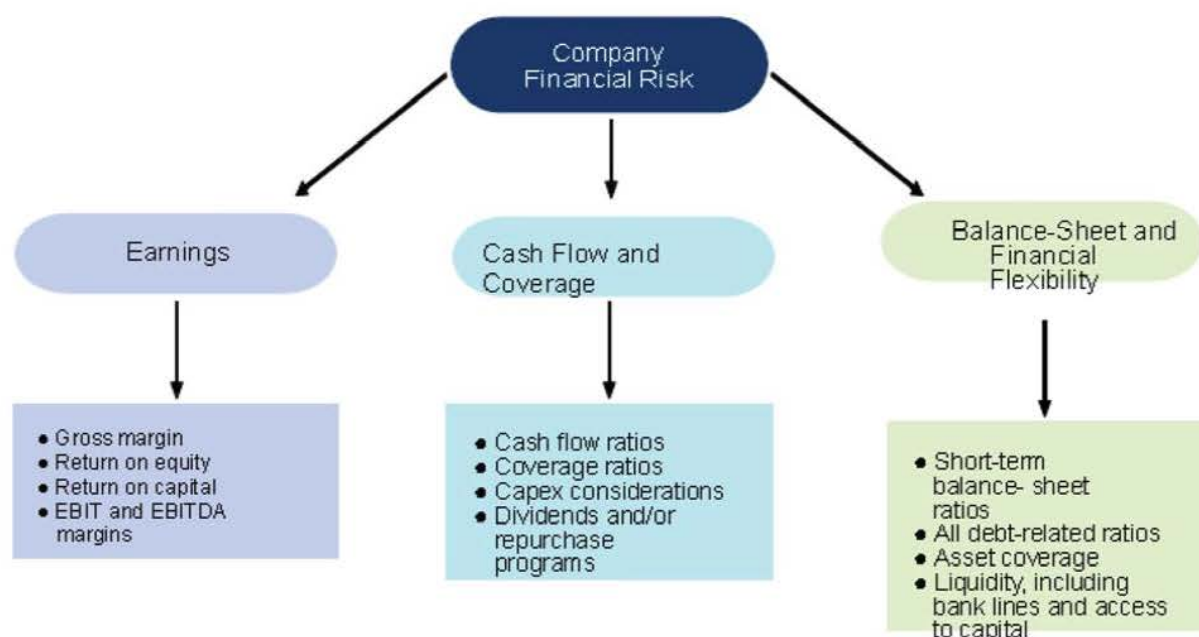 Company
Financial Risk
Earnings
Cash Flow and
Coverage
Balance-Sheet and
Financial
Flexibility
● Gross margin
● Return on equity
● Return on capital
● EBIT and EBITDA
margins
● Cash flow ratios
● Coverage ratios
● Capex considerations
● Dividends and/or
repurchase
programs
● Short-term
balance- sheet
ratios
● All debt-related ratios
● Asset coverage
● Liquidity, including
bank lines and access
to capital